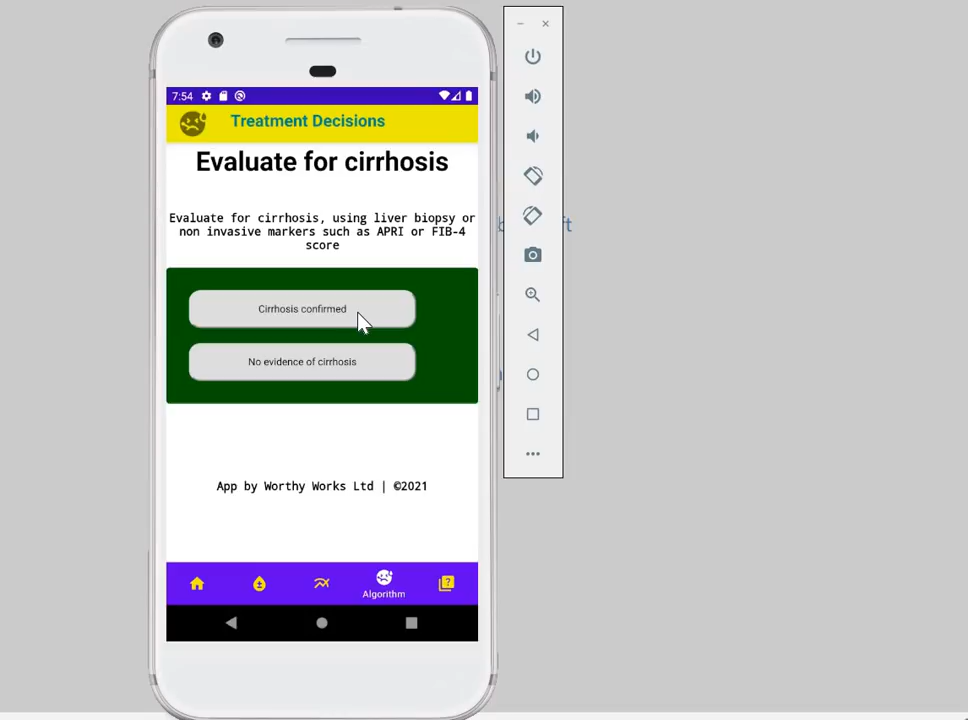 7:54
Treatment Decisions
Evaluate for cirrhosis
Evaluate for cirrhosis, using liver biopsy or
non invasive markers such as APRI or FIB-4
score
Cirrhosis confirmed
No evidence of cirrhosis
App by Worthy Works Ltd | ©2021
Algorithm